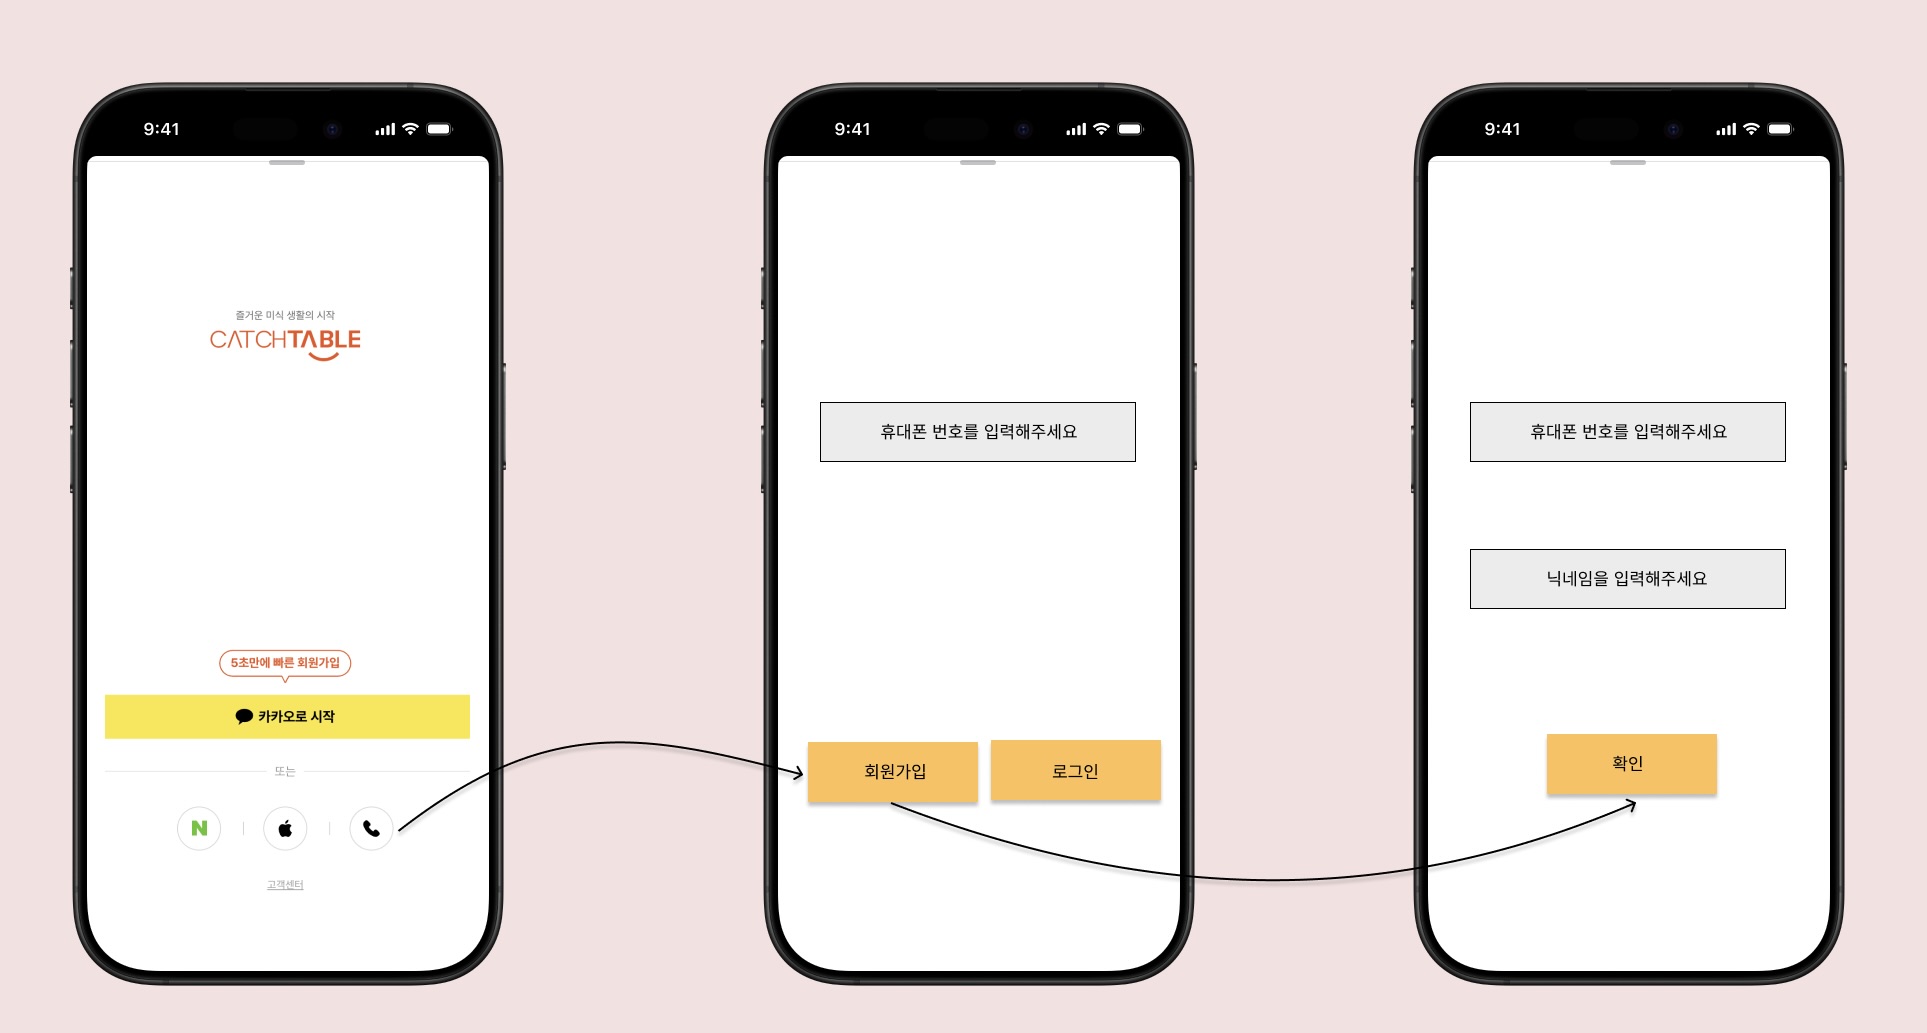 9:41
즐거운 미식 생활의 시작
CATCHTABLE
5초만에 빠른 회원가입
카카오로 시작
또는
N
고객센터
9:41
휴대폰 번호를 입력해주세요
회원가입
로그인
9:41
휴대폰 번호를 입력해주세요
닉네임을 입력해주세요
확인